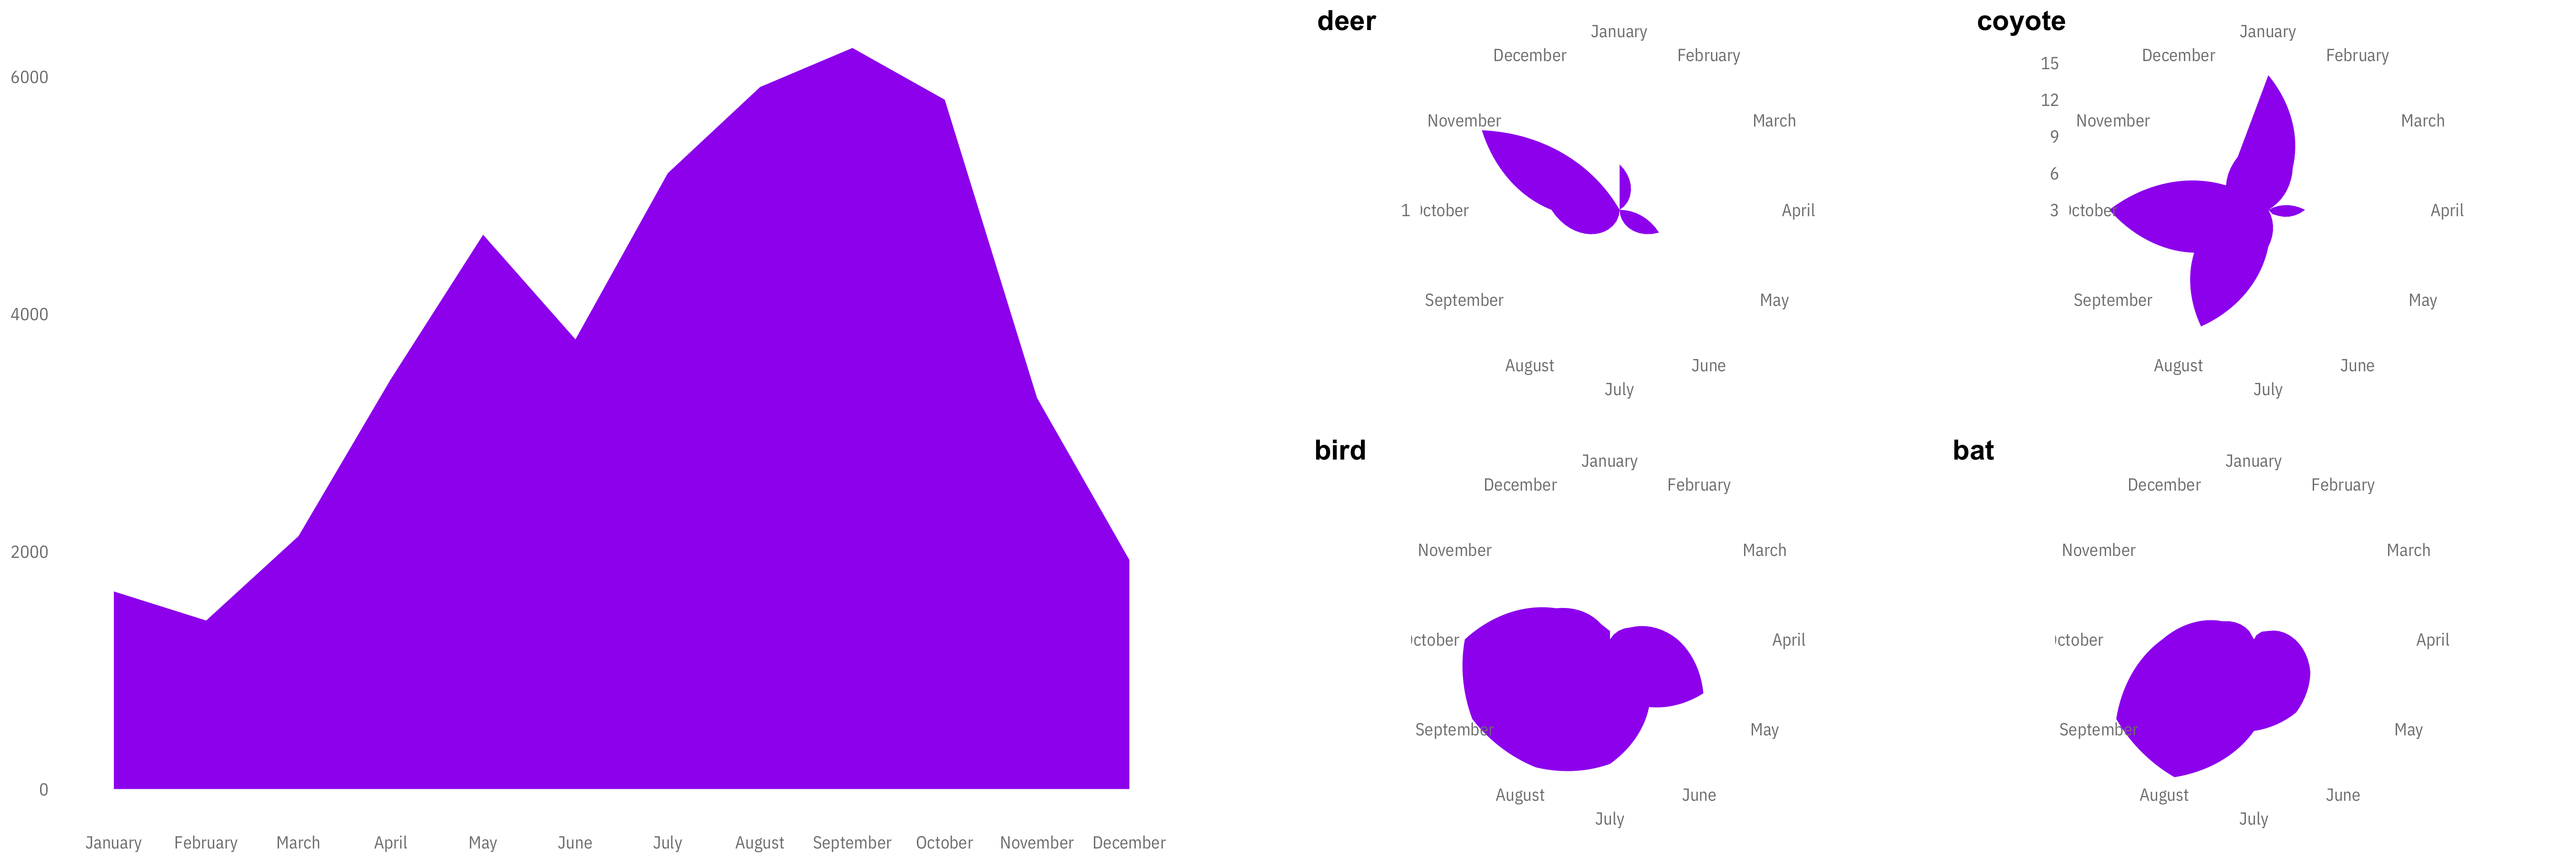 6000
4000
2000
0
January February March April May June July August September October November December
deer
January
February
March
April
May
June
July
August
September
1 ctober
November
December
coyote
15
12
9
6
3
January
February
March
April
May
June
July
August
September
ctober
November
December
bird
January
February
March
April
May
June
July
August
September
ctober
November
December
bat
January
February
March
April
May
June
July
August
September
ctober
November
December